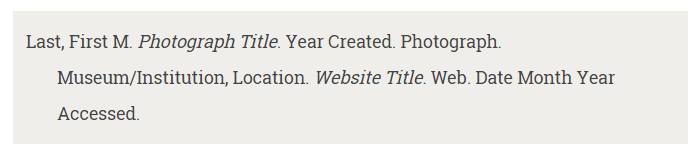 Last, First M. Photograph Title. Year Created. Photograph.
Museum/Institution, Location. Website Title. Web. Date Month Year
Accessed.